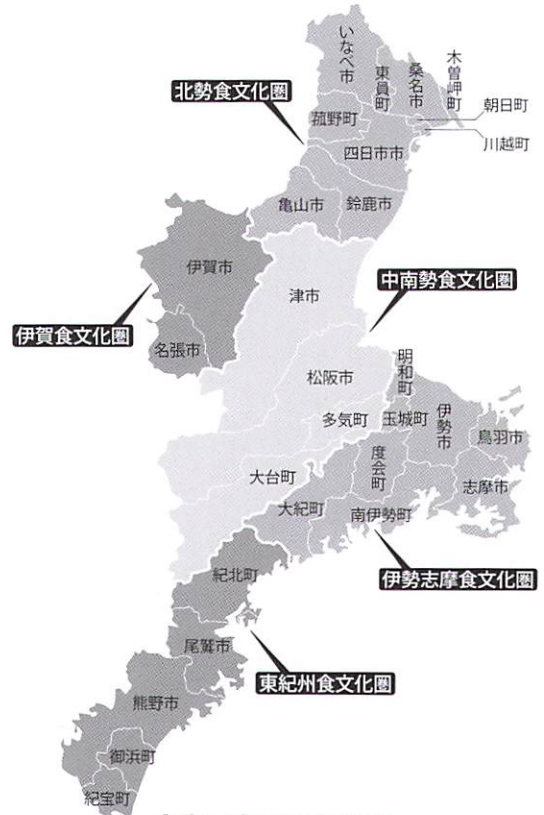 いなべ市
東員町
桑名市
木曽岬町
北勢食文化圏
菰野町
朝日町
四日市市
川越町
亀山市
鈴鹿市
伊賀市
津市
中南勢食文化圏
伊賀食文化圏
名張市
松阪市
明和町
多気町
玉城町
伊勢市
鳥羽市
度会町
大台町
志摩市
大紀町
南伊勢町
紀北町
伊勢志摩食文化圏
尾鷲市
東紀州食文化圏
熊野市
御浜町
紀宝町